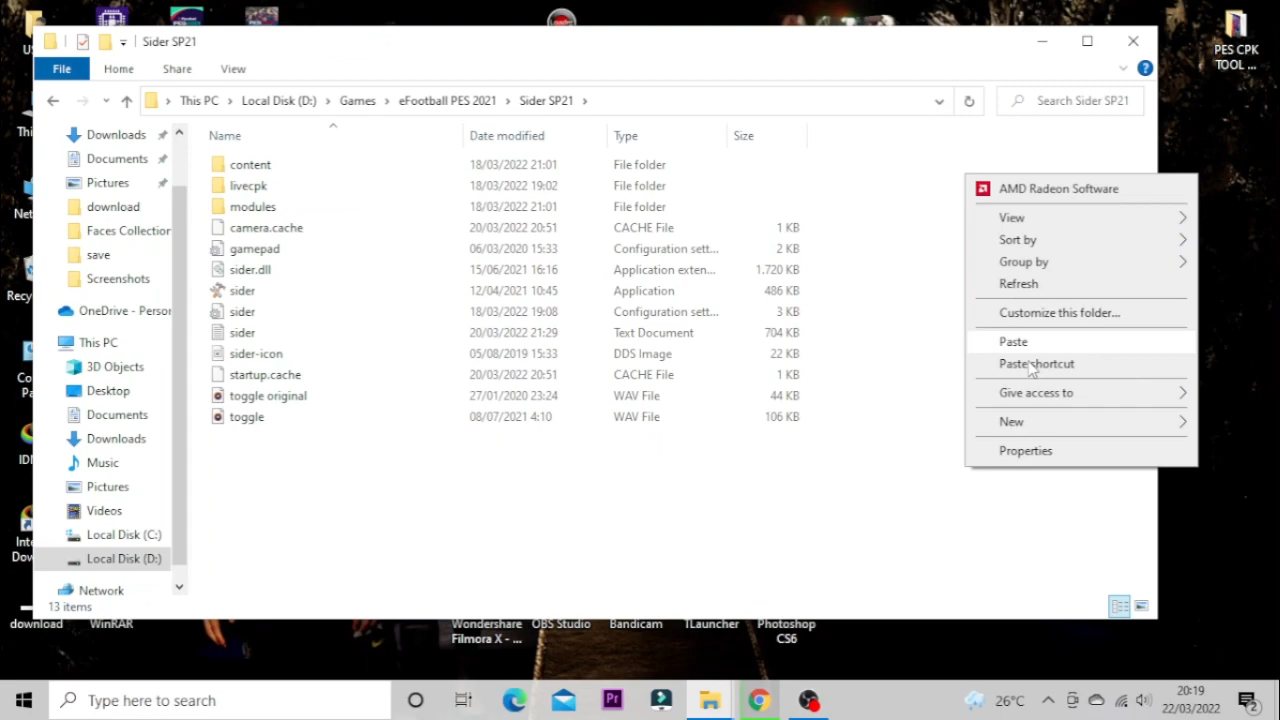 PES CPK
TOOL ...
Sider SP21
File
Home
Share
View
This PC
Local Disk (D:)
Games
eFootball PES 2021
Sider SP21
Search Sider SP21
Name
Date modified
Type
Size
Downloads
Documents
Pictures
download
Faces Collection
save
Screenshots
OneDrive - Person
This PC
3D Objects
Desktop
Documents
Downloads
Music
Pictures
Videos
Local Disk (C:)
Local Disk (D:)
Network
content 18/03/2022 21:01 File folder
livecpk 18/03/2022 19:02 File folder
modules 18/03/2022 21:01 File folder
camera.cache 20/03/2022 20:51 CACHE File 1 KB
gamepad 06/03/2020 15:33 Configuration sett... 2 KB
sider.dll 15/06/2021 16:16 Application exten... 1.720 KB
sider 12/04/2021 10:45 Application 486 KB
sider 18/03/2022 19:08 Configuration sett... 3 KB
sider 20/03/2022 21:29 Text Document 704 KB
sider-icon 05/08/2019 15:33 DDS Image 22 KB
startup.cache 20/03/2022 20:51 CACHE File 1 KB
toggle original 27/01/2020 23:24 WAV File 44 KB
toggle 08/07/2021 4:10 WAV File 106 KB
AMD Radeon Software
View
Sort by
Group by
Refresh
Customize this folder...
Paste
Paste shortcut
Give access to
New
Properties
13 items
download
WinRAR
Wondershare
Filmora X - ...
OBS Studio
Bandicam
TLauncher
Photoshop
CS6
Type here to search
26°C
20:19
22/03/2022
2